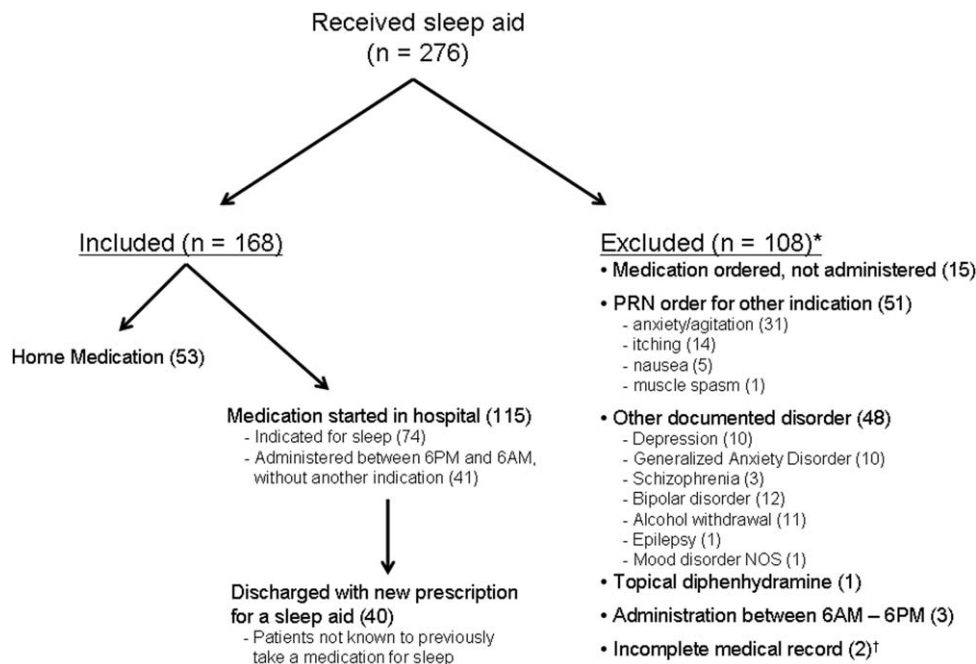 Received sleep aid
(n = 276)
Included (n = 168)
Home Medication (53)
Medication started in hospital (115)
- Indicated for sleep (74)
- Administered between 6PM and 6AM,
without another indication (41)
Discharged with new prescription
for a sleep aid (40)
- Patients not known to previously
take a medication for sleep
Excluded (n = 108)*
• Medication ordered, not administered (15)
• PRN order for other indication (51)
- anxiety/agitation (31)
- itching (14)
- nausea (5)
- muscle spasm (1)
• Other documented disorder (48)
- Depression (10)
- Generalized Anxiety Disorder (10)
- Schizophrenia (3)
- Bipolar disorder (12)
- Alcohol withdrawal (11)
- Epilepsy (1)
- Mood disorder NOS (1)
• Topical diphenhydramine (1)
• Administration between 6AM – 6PM (3)
• Incomplete medical record (2)†